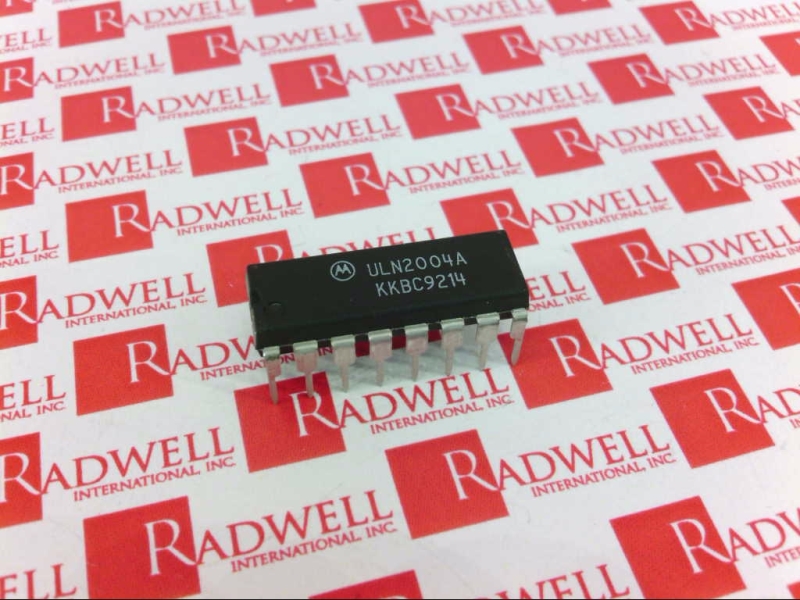 ULN2004A
KKBC9214
RADWELL
INTERNATIONAL, INC.